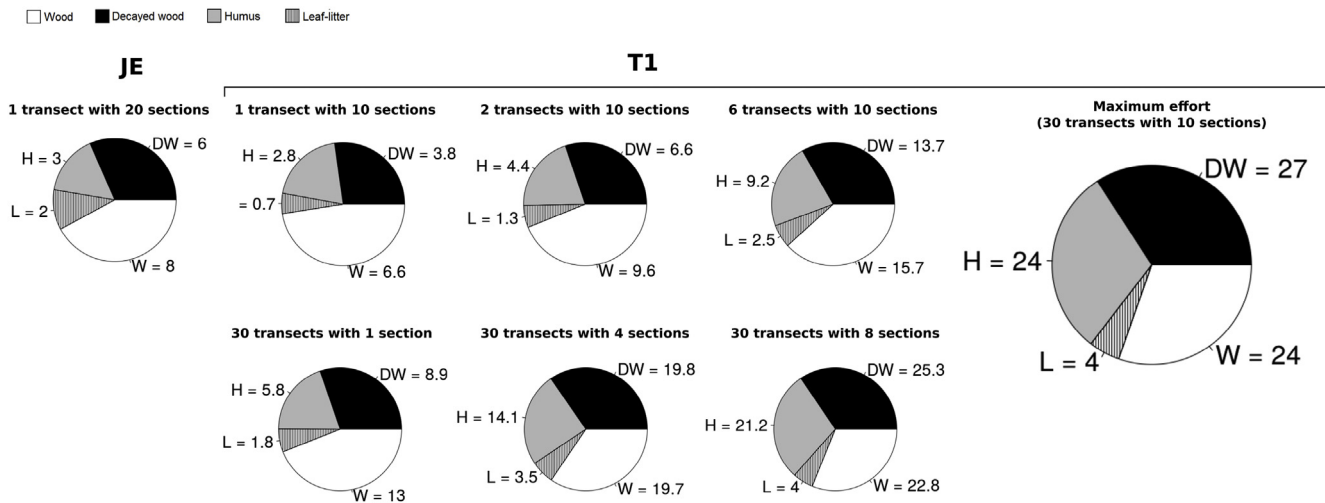 Wood Decayed wood Humus Leaf-litter
JE
T1
1 transect with 20 sections
DW = 6
H = 3
L = 2
W = 8
1 transect with 10 sections
DW = 3.8
H = 2.8
= 0.7
W = 6.6
2 transects with 10 sections
DW = 6.6
H = 4.4
L = 1.3
W = 9.6
6 transects with 10 sections
DW = 13.7
H = 9.2
L = 2.5
W = 15.7
Maximum effort
(30 transects with 10 sections)
DW = 27
H = 24
L = 4
W = 24
30 transects with 1 section
DW = 8.9
H = 5.8
L = 1.8
W = 13
30 transects with 4 sections
DW = 19.8
H = 14.1
L = 3.5
W = 19.7
30 transects with 8 sections
DW = 25.3
H = 21.2
L = 4
W = 22.8